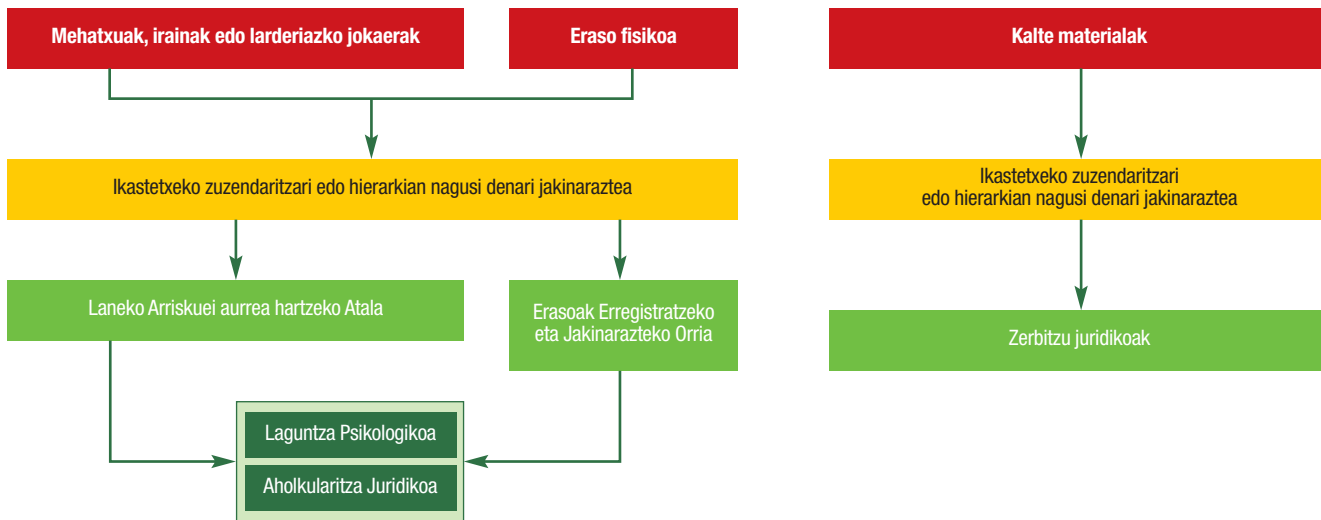 Mehatxuak, irainak edo larderiazko jokaerak
Eraso fisikoa
Kalte materialak
Ikastetxeko zuzendaritzari edo hierarkian nagusi denari jakinaraztea
Ikastetxeko zuzendaritzari
edo hierarkian nagusi denari jakinaraztea
Laneko Arriskuei aurrea hartzeko Atala
Erasoak Erregistratzeko
eta Jakinarazteko Orria
Zerbitzu juridikoak
Laguntza Psikologikoa
Aholkularitza Juridikoa